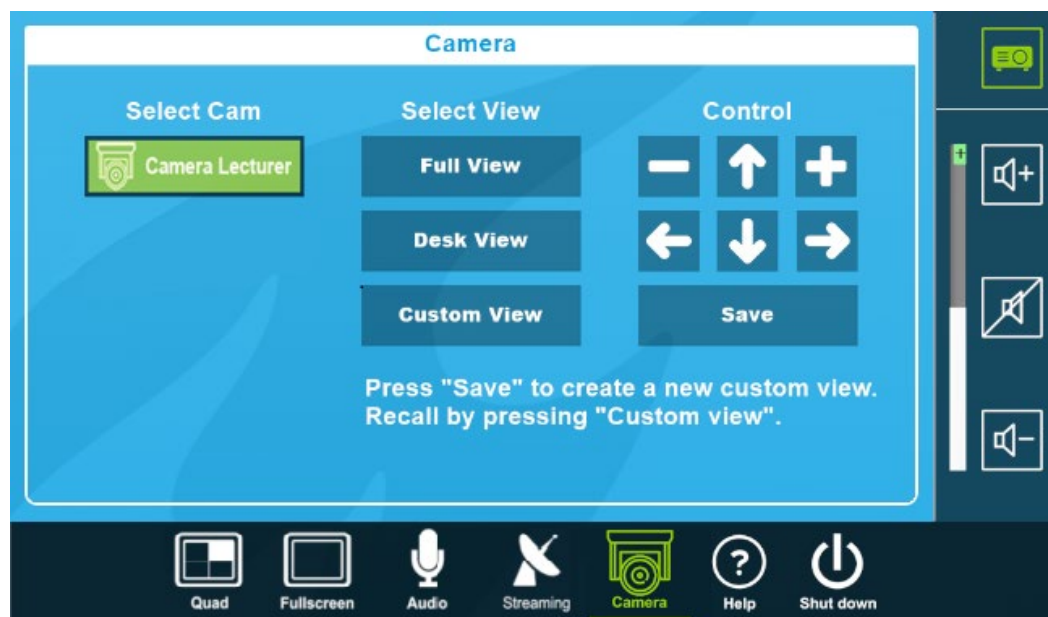 Camera
Select Cam
Select View
Control
Camera Lecturer
Full View
Desk View
Custom View
Save
Press "Save" to create a new custom view.
Recall by pressing "Custom view".
Quad
Fullscreen
Audio
Streaming
Camera
Help
Shut down